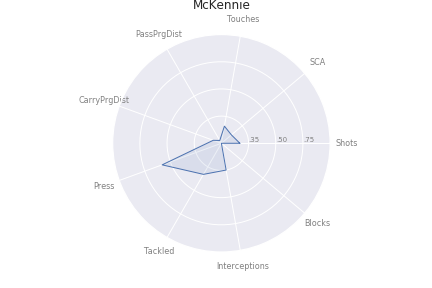 McKennie
Touches
PassPrgDist
SCA
CarryPrgDist
.35 .50 .75
Shots
Press
Blocks
Tackled
Interceptions